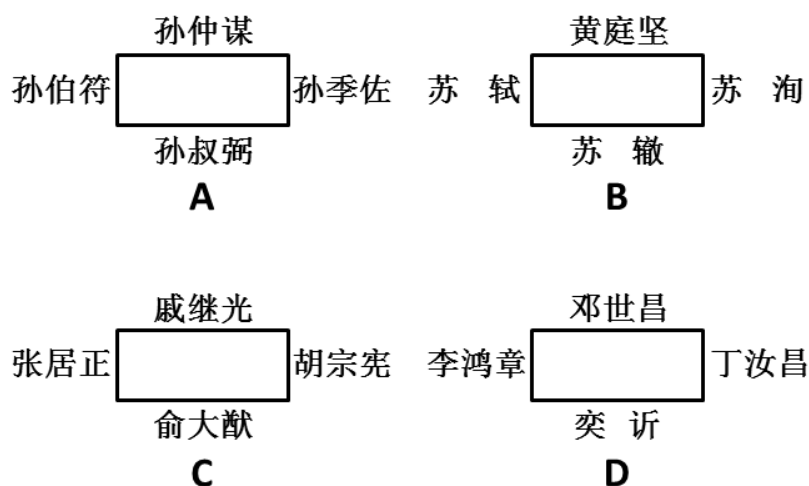 孙仲谋
孙伯符 孙季佐
孙叔弼
A
黄庭坚
苏 轼 苏 洵
苏 辙
B
戚继光
张居正 胡宗宪
俞大猷
C
邓世昌
李鸿章 丁汝昌
奕 䜣
D